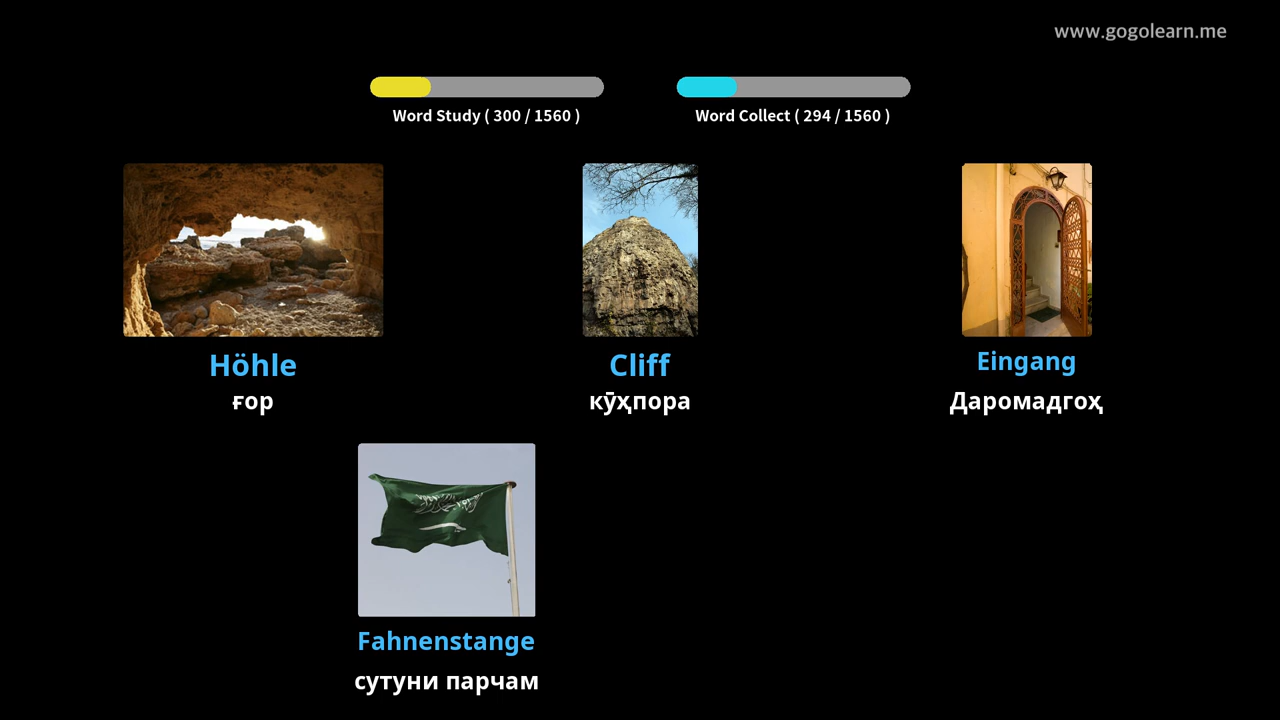 www.gogolearn.me
Word Study ( 300 / 1560 )
Word Collect ( 294 / 1560 )
Höhle
Cliff
Eingang
ғор
кӯҳпора
Даромадгоҳ
Fahnenstange
сутуни парчам